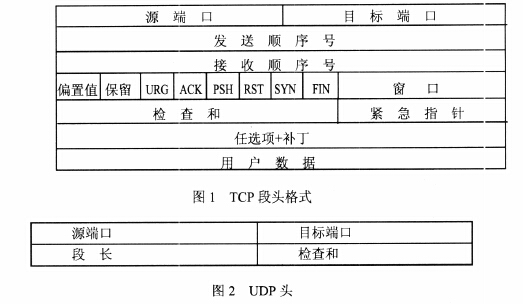 源端口 目标端口
发送顺序号
接收顺序号
偏置值 保留 URG ACK PSH RST SYN FIN 窗口
检查和 紧急指针
任选项+补丁
用户数据
图1 TCP 段头格式
源端口 目标端口
段长 检查和
图2 UDP 头